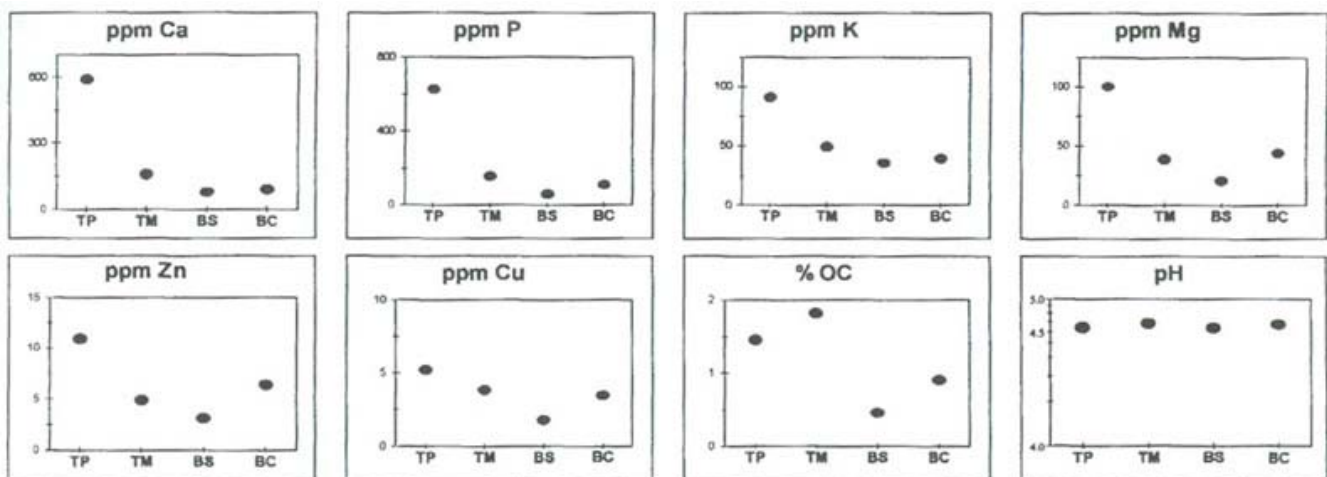 ppm Ca
600
300
0
TP TM BS BC
ppm P
800
400
0
TP TM BS BC
ppm K
100
50
0
TP TM BS BC
ppm Mg
100
50
0
TP TM BS BC
ppm Zn
15
10
5
0
TP TM BS BC
ppm Cu
10
5
0
TP TM BS BC
% OC
2
1
0
TP TM BS BC
pH
5.0
4.5
4.0
TP TM BS BC